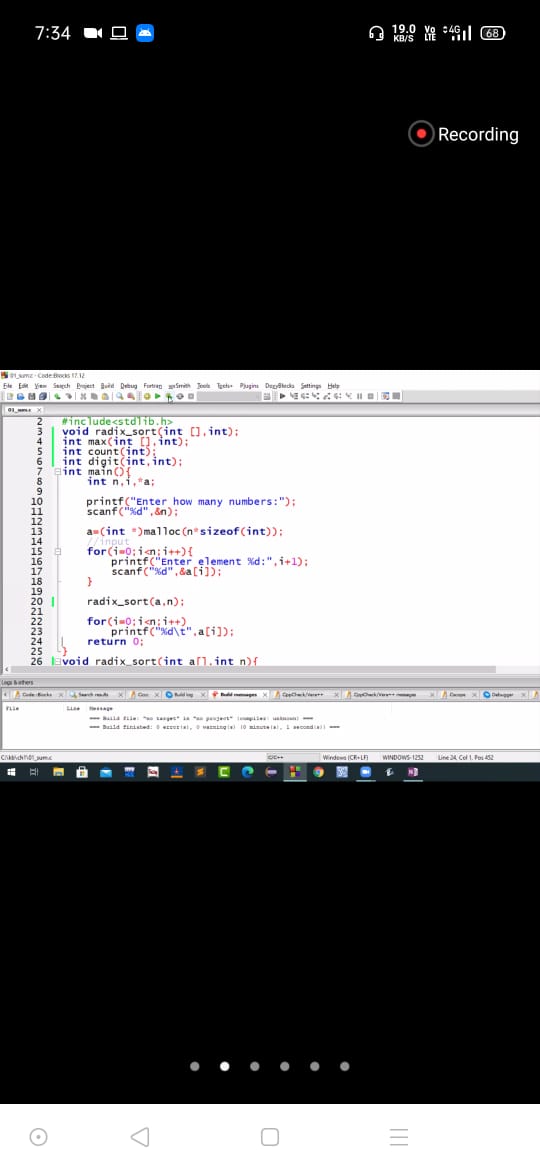 7:34
19.0 KB/S Vo LTE 4G 68
Recording
01_sum.c - Code::Blocks 17.12
File Edit View Search Project Build Debug Fortran wxSmith Tools Tools+ Plugins DoxyBlocks Settings Help
01_sum.c
2 #include<stdlib.h>
3 void radix_sort(int [],int);
4 int max(int [],int);
5 int count(int);
6 int digit(int,int);
7 int main(){
8 int n,i,*a;
9
10 printf("Enter how many numbers:");
11 scanf("%d",&n);
12
13 a=(int *)malloc(n*sizeof(int));
14 //input
15 for(i=0;i<n;i++){
16 printf("Enter element %d:",i+1);
17 scanf("%d",&a[i]);
18 }
19
20 radix_sort(a,n);
21
22 for(i=0;i<n;i++)
23 printf("%d\t",a[i]);
24 return 0;
25 }
26 void radix_sort(int a[],int n){
Logs & others
Code::Blocks Search results Cccc Build log Build messages CppCheck/Vera++ CppCheck/Vera++ messages Cscope Debugger
File Line Message
=== Build file: "no target" in "no project" (compiler: unknown) ===
=== Build finished: 0 error(s), 0 warning(s) (0 minute(s), 1 second(s)) ===
C/C++ Windows (CR+LF) WINDOWS-1252 Line 24, Col 1, Pos 452